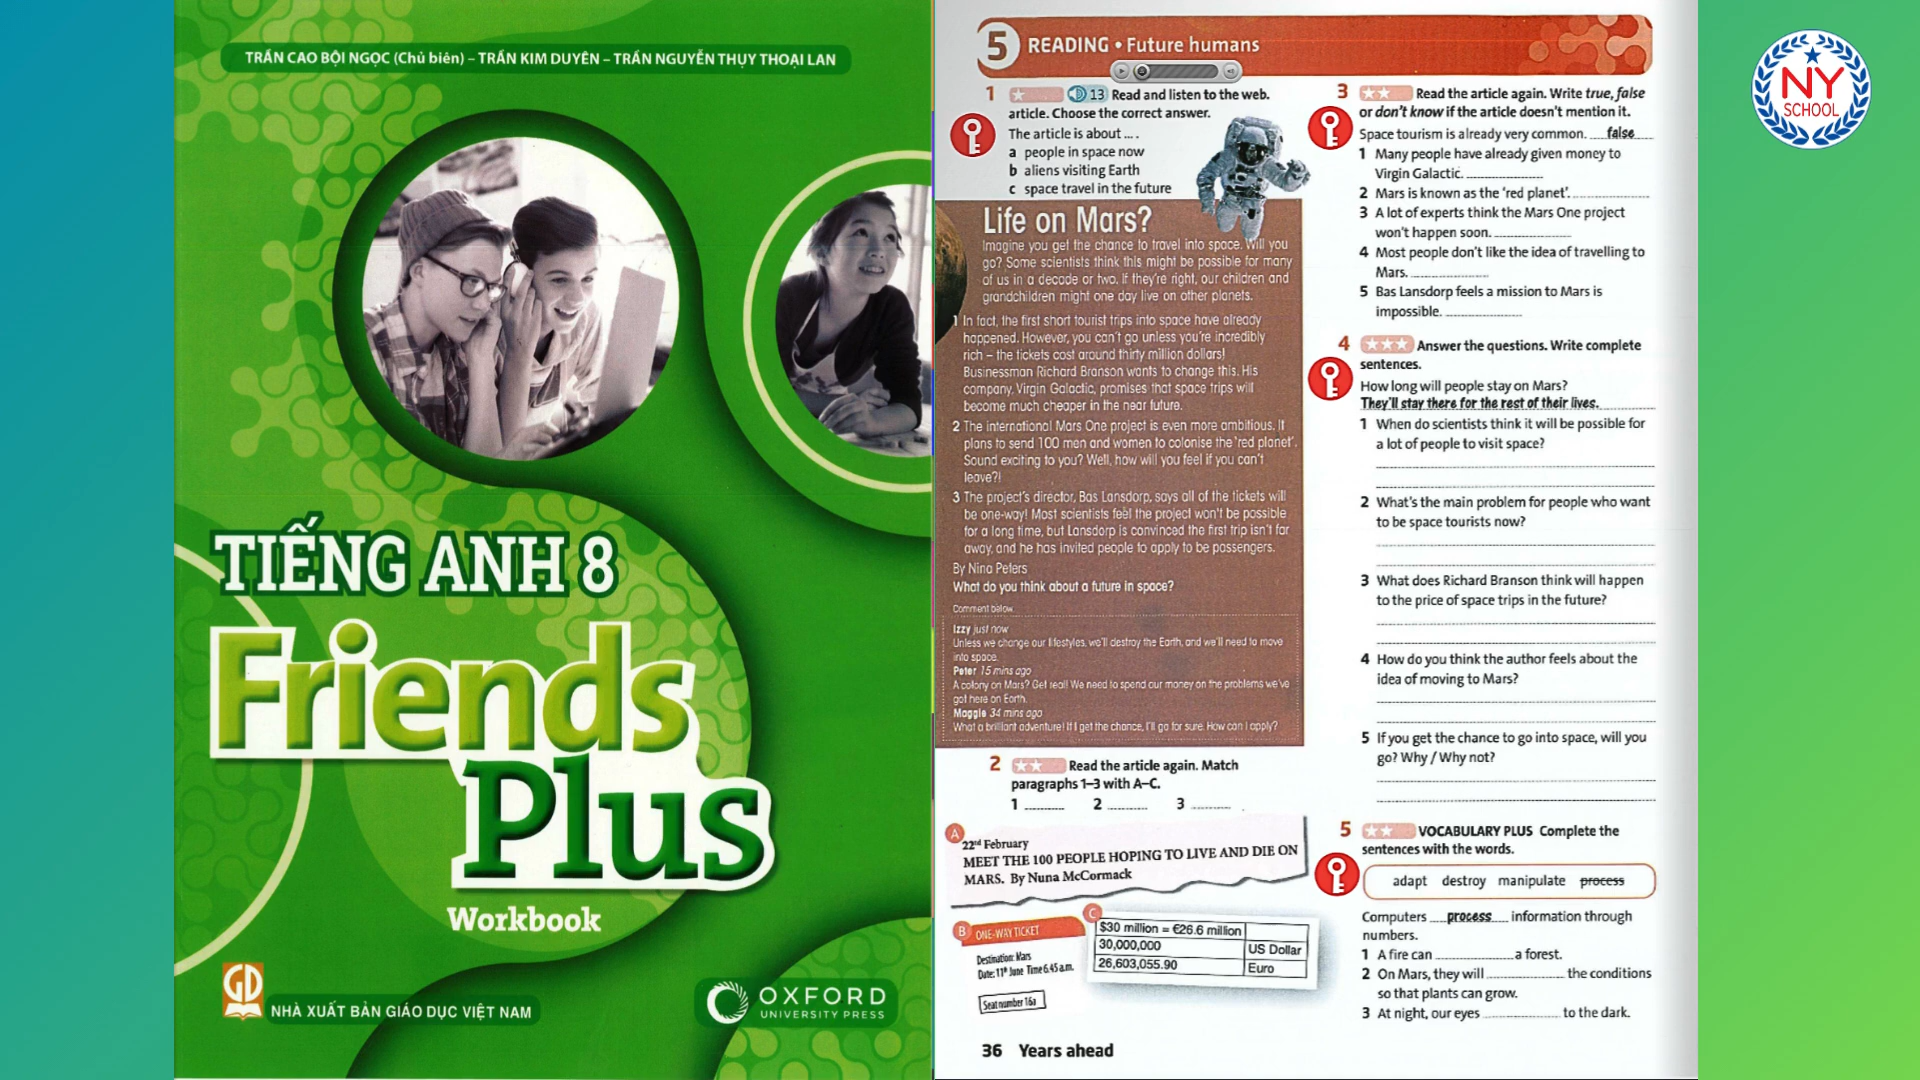 TRẦN CAO BỘI NGỌC (Chủ biên) – TRẦN KIM DUYÊN – TRẦN NGUYỄN THỤY THOẠI LAN
TIẾNG ANH 8
Friends
Plus
Workbook
GD
NHÀ XUẤT BẢN GIÁO DỤC VIỆT NAM
OXFORD
UNIVERSITY PRESS
5 READING • Future humans
1 13 Read and listen to the web.
article. Choose the correct answer.
The article is about ... .
a people in space now
b aliens visiting Earth
c space travel in the future
Life on Mars?
Imagine you get the chance to travel into space. Will you
go? Some scientists think this might be possible for many
of us in a decade or two. If they're right, our children and
grandchildren might one day live on other planets.
1 In fact, the first short tourist trips into space have already
happened. However, you can't go unless you're incredibly
rich – the tickets cost around thirty million dollars!
Businessman Richard Branson wants to change this. His
company, Virgin Galactic, promises that space trips will
become much cheaper in the near future.
2 The international Mars One project is even more ambitious. It
plans to send 100 men and women to colonise the 'red planet'.
Sound exciting to you? Well, how will you feel if you can't
leave?!
3 The project's director, Bas Lansdorp, says all of the tickets will
be one-way! Most scientists feel the project won't be possible
for a long time, but Lansdorp is convinced the first trip isn't far
away, and he has invited people to apply to be passengers.
By Nina Peters
What do you think about a future in space?
Comment below.
Izzy just now
Unless we change our lifestyles, we'll destroy the Earth, and we'll need to move
into space.
Peter 15 mins ago
A colony on Mars? Get real! We need to spend our money on the problems we've
got here on Earth.
Maggie 34 mins ago
What a brilliant adventure! If I get the chance, I'll go for sure. How can I apply?
2 Read the article again. Match
paragraphs 1–3 with A–C.
1 2 3
A
22nd February
MEET THE 100 PEOPLE HOPING TO LIVE AND DIE ON
MARS. By Nuna McCormack
B ONE-WAY TICKET
Destination: Mars
Date: 11th June Time 6.45 a.m.
Seat number 16a
C
$30 million = €26.6 million
30,000,000 US Dollar
26,603,055.90 Euro
36 Years ahead
3 Read the article again. Write true, false
or don't know if the article doesn't mention it.
Space tourism is already very common. false
1 Many people have already given money to
Virgin Galactic.
2 Mars is known as the 'red planet'.
3 A lot of experts think the Mars One project
won't happen soon.
4 Most people don't like the idea of travelling to
Mars.
5 Bas Lansdorp feels a mission to Mars is
impossible.
4 Answer the questions. Write complete
sentences.
How long will people stay on Mars?
They'll stay there for the rest of their lives.
1 When do scientists think it will be possible for
a lot of people to visit space?
2 What's the main problem for people who want
to be space tourists now?
3 What does Richard Branson think will happen
to the price of space trips in the future?
4 How do you think the author feels about the
idea of moving to Mars?
5 If you get the chance to go into space, will you
go? Why / Why not?
5 VOCABULARY PLUS Complete the
sentences with the words.
adapt destroy manipulate process
Computers process information through
numbers.
1 A fire can a forest.
2 On Mars, they will the conditions
so that plants can grow.
3 At night, our eyes to the dark.
NY
SCHOOL